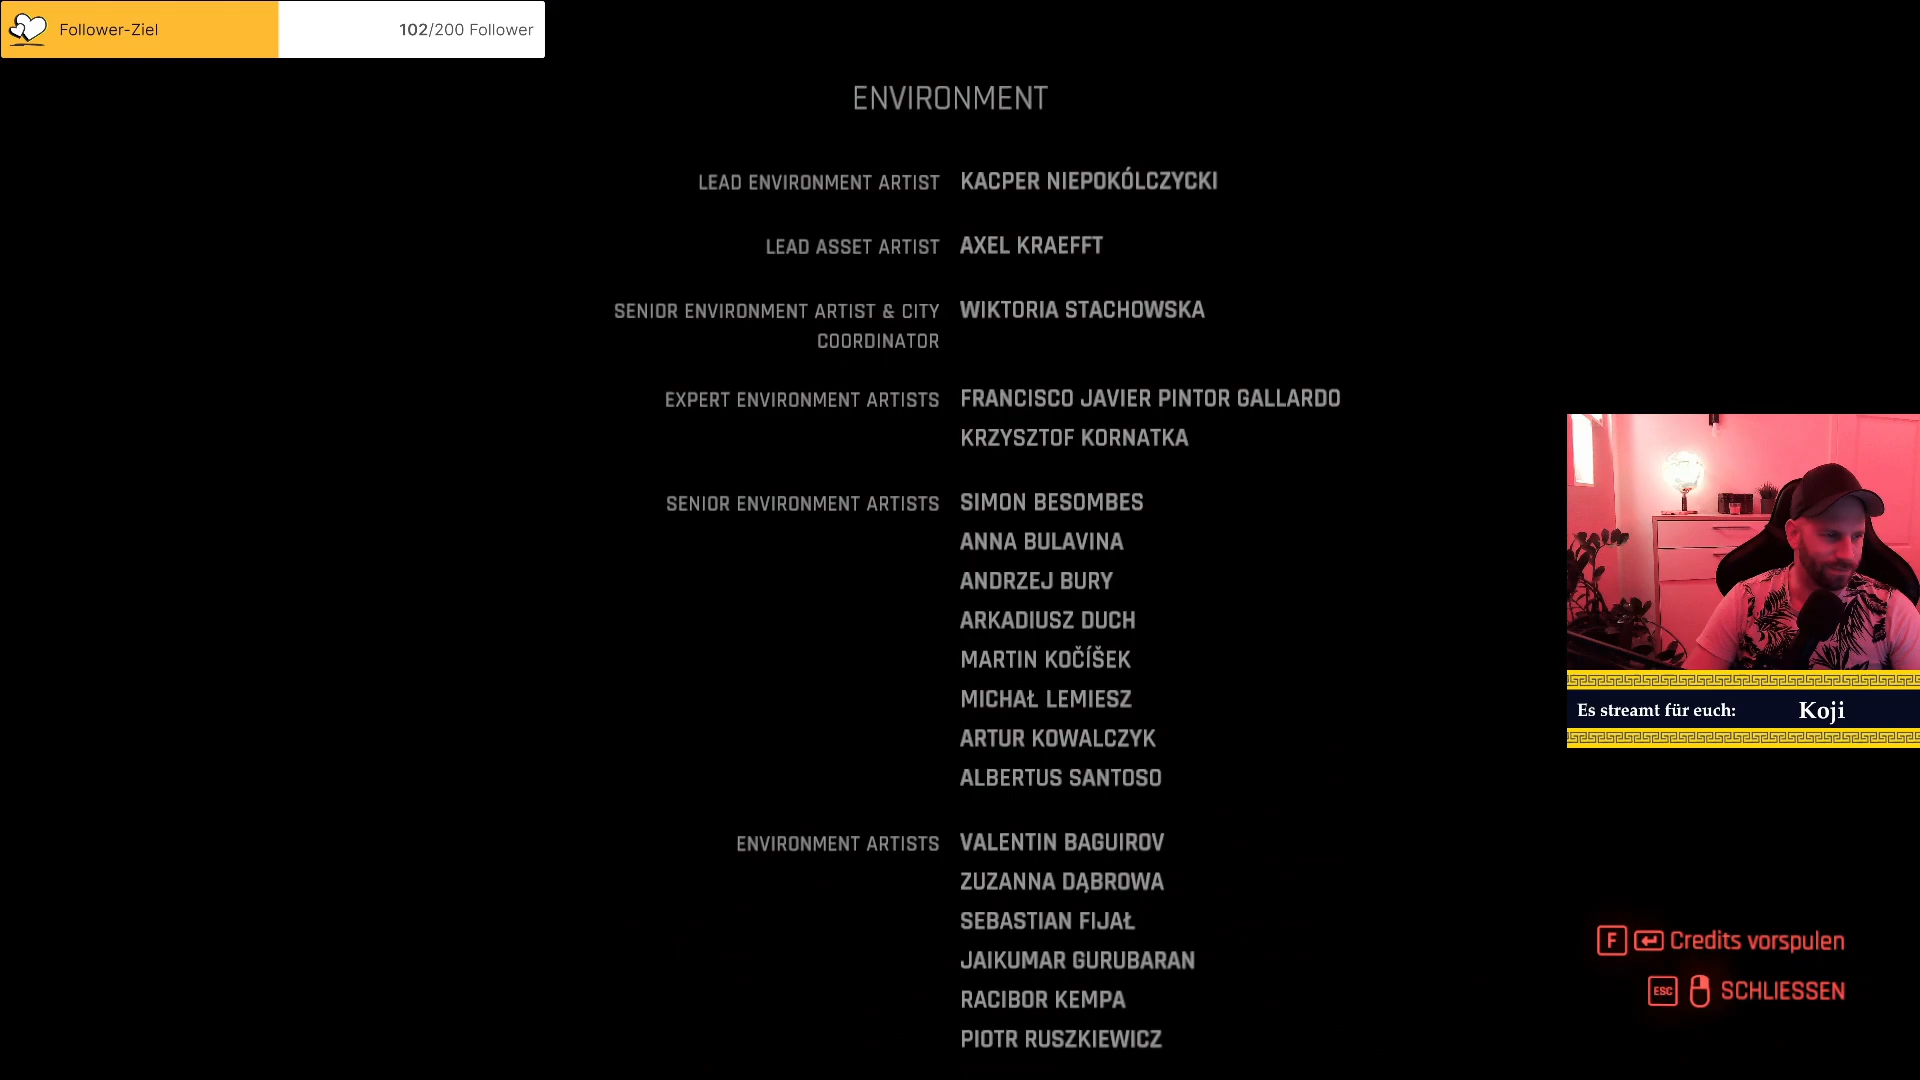 Follower-Ziel 102/200 Follower
ENVIRONMENT
LEAD ENVIRONMENT ARTIST KACPER NIEPOKÓLCZYCKI
LEAD ASSET ARTIST AXEL KRAEFFT
SENIOR ENVIRONMENT ARTIST & CITY WIKTORIA STACHOWSKA
COORDINATOR
EXPERT ENVIRONMENT ARTISTS FRANCISCO JAVIER PINTOR GALLARDO
KRZYSZTOF KORNATKA
SENIOR ENVIRONMENT ARTISTS SIMON BESOMBES
ANNA BULAVINA
ANDRZEJ BURY
ARKADIUSZ DUCH
MARTIN KOČÍŠEK
MICHAŁ LEMIESZ
ARTUR KOWALCZYK
ALBERTUS SANTOSO
ENVIRONMENT ARTISTS VALENTIN BAGUIROV
ZUZANNA DĄBROWA
SEBASTIAN FIJAŁ
JAIKUMAR GURUBARAN
RACIBOR KEMPA
PIOTR RUSZKIEWICZ
Es streamt für euch: Koji
F Credits vorspulen
ESC SCHLIESSEN